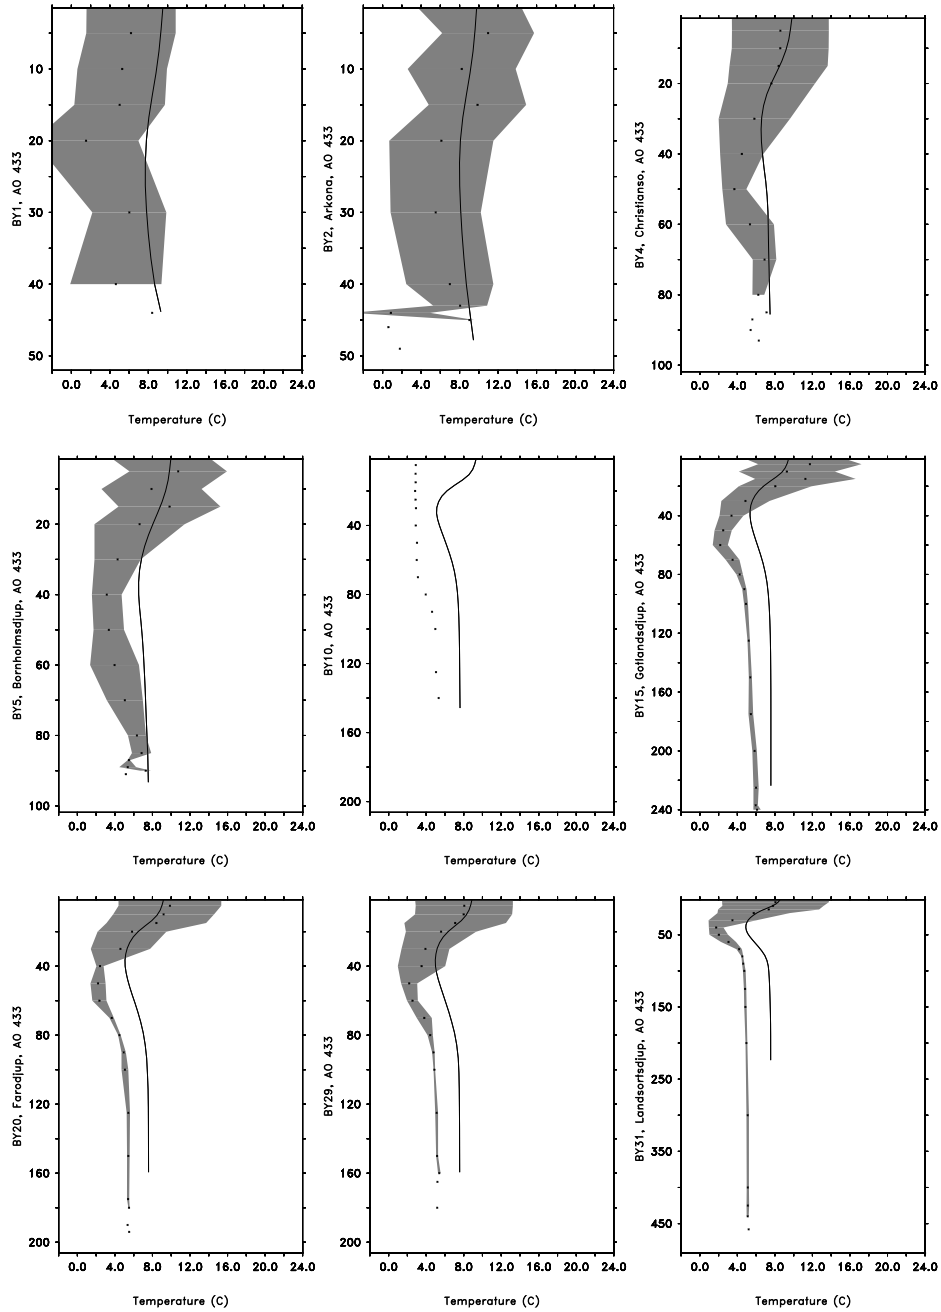 BY1, AO 433
10
20
30
40
50
0.0 4.0 8.0 12.0 16.0 20.0 24.0
Temperature (C)
BY2, Arkona, AO 433
10
20
30
40
50
0.0 4.0 8.0 12.0 16.0 20.0 24.0
Temperature (C)
BY4, Christianso, AO 433
20
40
60
80
100
0.0 4.0 8.0 12.0 16.0 20.0 24.0
Temperature (C)
BY5, Bornholmsdjup, AO 433
20
40
60
80
100
0.0 4.0 8.0 12.0 16.0 20.0 24.0
Temperature (C)
BY10, AO 433
40
80
120
160
200
0.0 4.0 8.0 12.0 16.0 20.0 24.0
Temperature (C)
BY15, Gotlandsdjup, AO 433
40
80
120
160
200
240
0.0 4.0 8.0 12.0 16.0 20.0 24.0
Temperature (C)
BY20, Farodjup, AO 433
40
80
120
160
200
0.0 4.0 8.0 12.0 16.0 20.0 24.0
Temperature (C)
BY29, AO 433
40
80
120
160
200
0.0 4.0 8.0 12.0 16.0 20.0 24.0
Temperature (C)
BY31, Landsortsdjup, AO 433
50
150
250
350
450
0.0 4.0 8.0 12.0 16.0 20.0 24.0
Temperature (C)